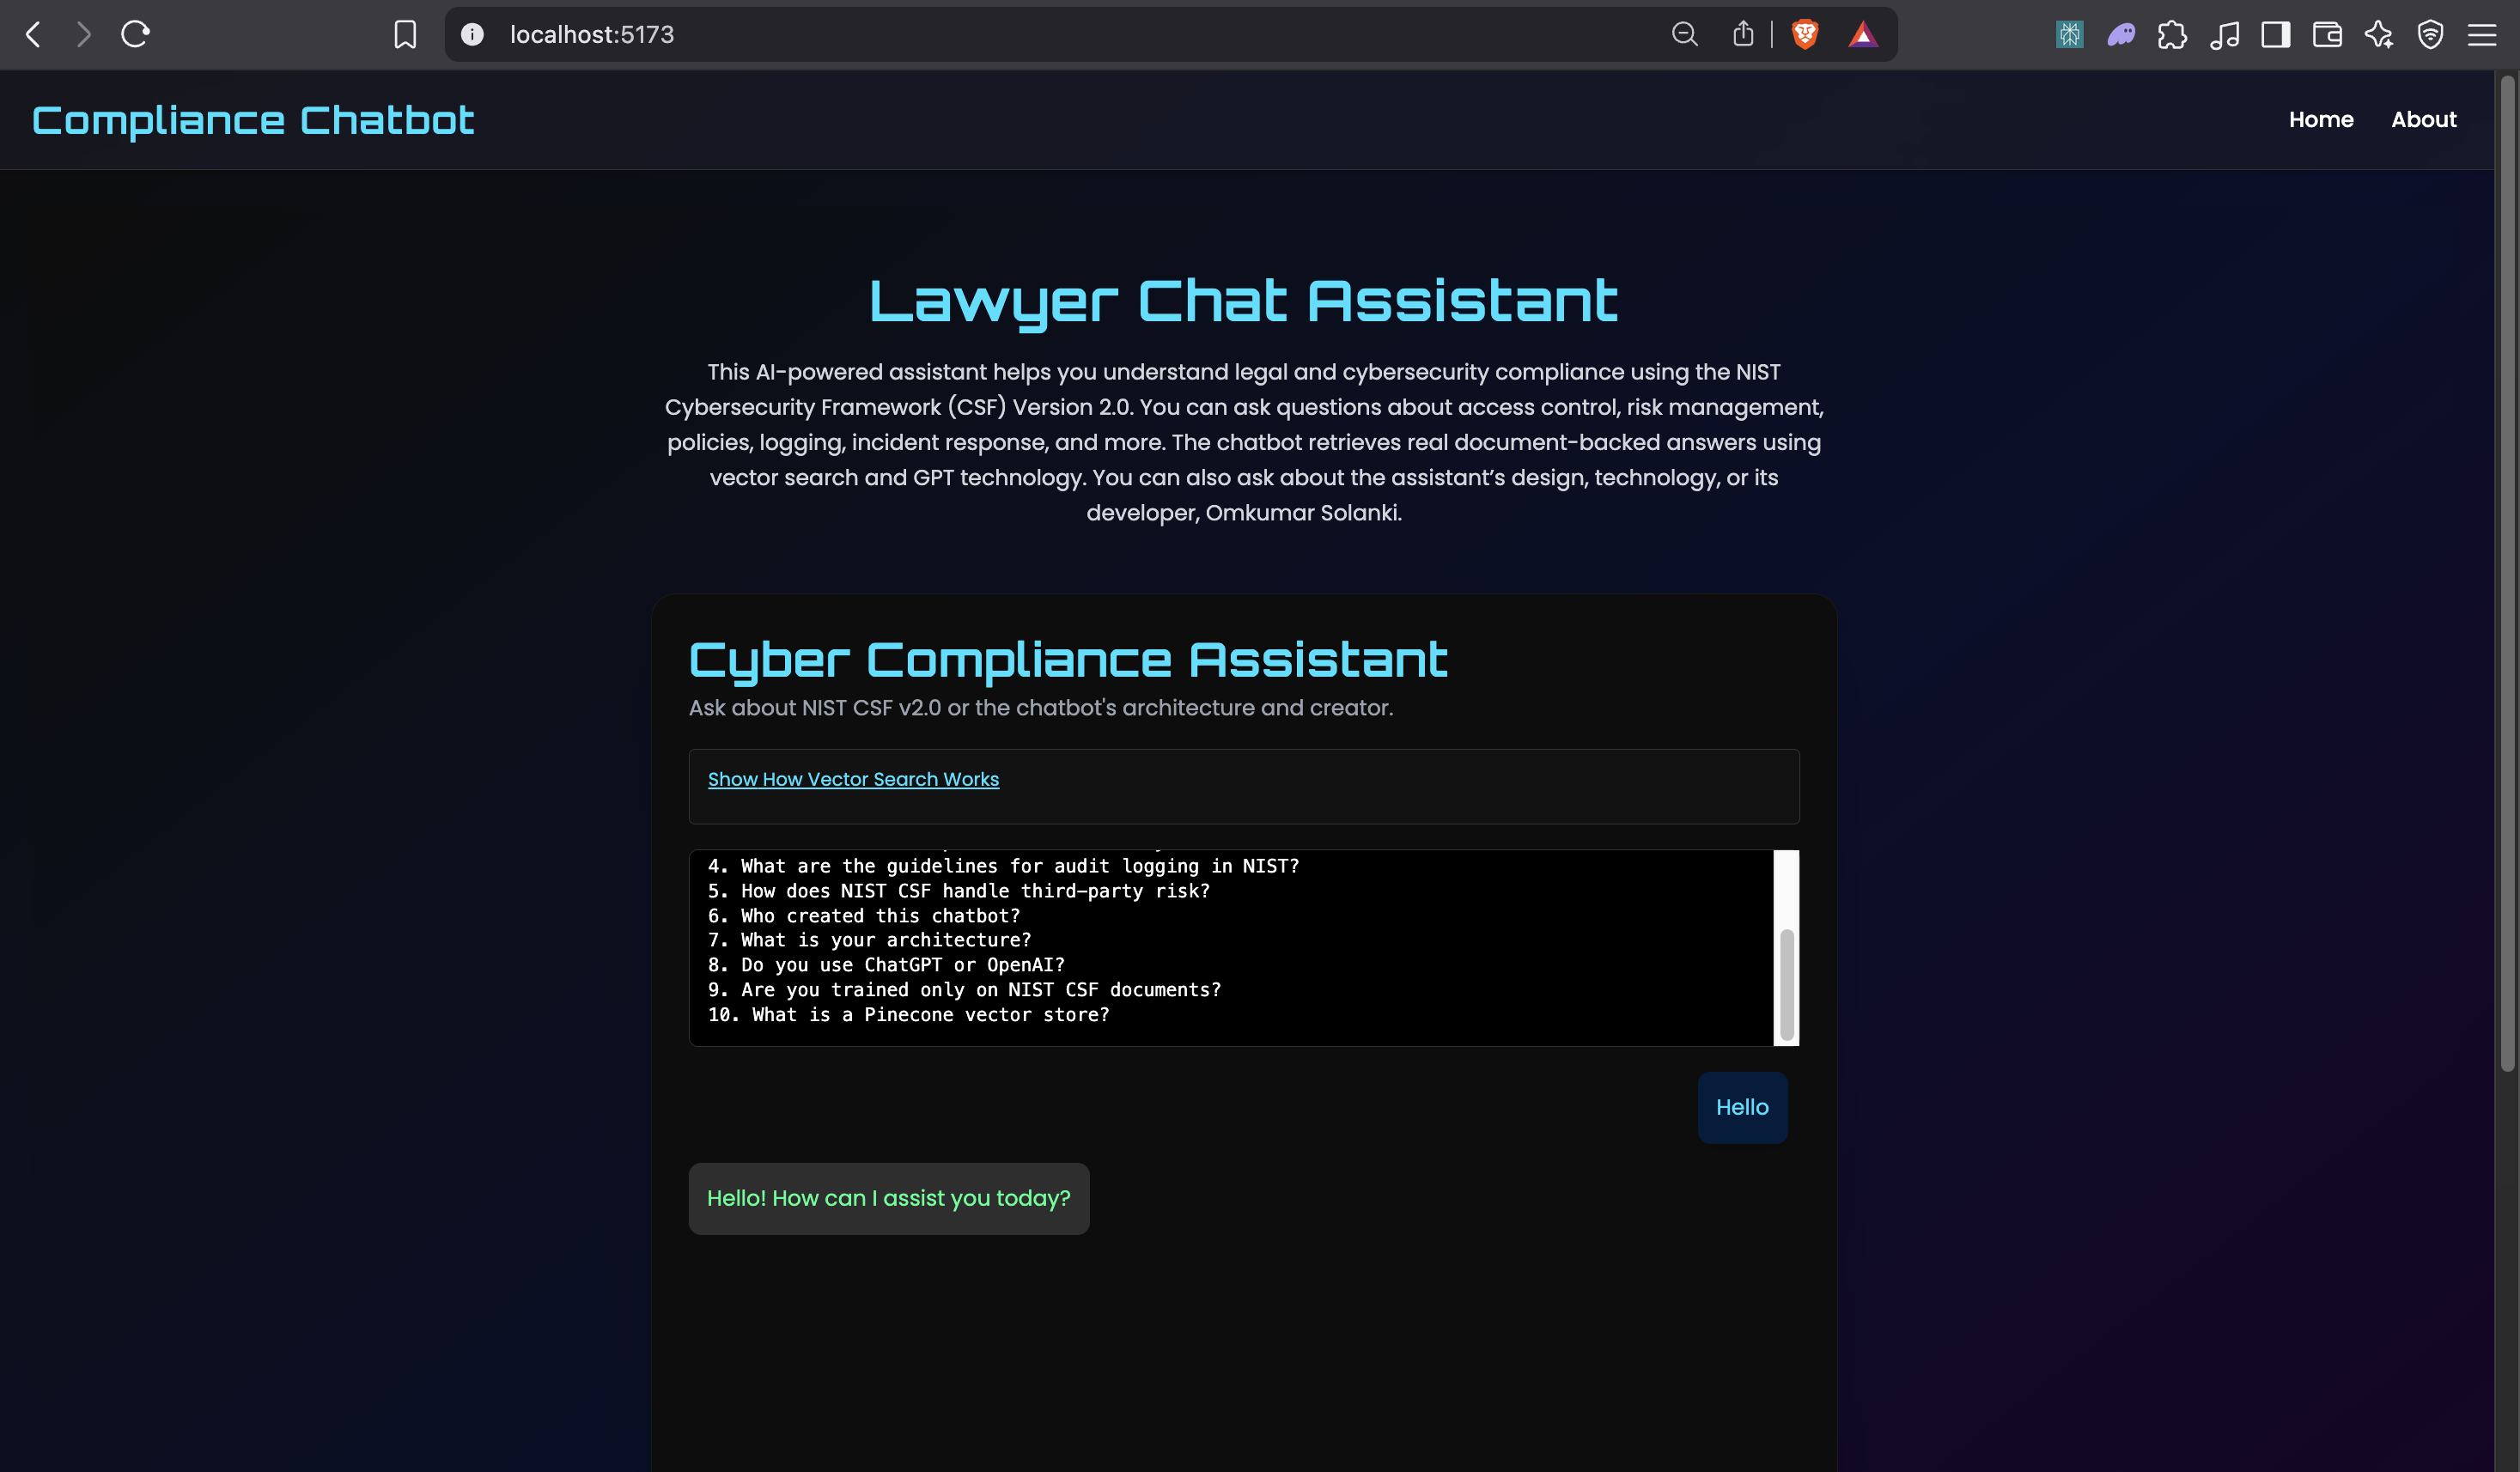 localhost:5173
Compliance Chatbot
Home About
Lawyer Chat Assistant
This AI-powered assistant helps you understand legal and cybersecurity compliance using the NIST
Cybersecurity Framework (CSF) Version 2.0. You can ask questions about access control, risk management,
policies, logging, incident response, and more. The chatbot retrieves real document-backed answers using
vector search and GPT technology. You can also ask about the assistant’s design, technology, or its
developer, Omkumar Solanki.
Cyber Compliance Assistant
Ask about NIST CSF v2.0 or the chatbot's architecture and creator.
Show How Vector Search Works
4. What are the guidelines for audit logging in NIST?
5. How does NIST CSF handle third-party risk?
6. Who created this chatbot?
7. What is your architecture?
8. Do you use ChatGPT or OpenAI?
9. Are you trained only on NIST CSF documents?
10. What is a Pinecone vector store?
Hello
Hello! How can I assist you today?